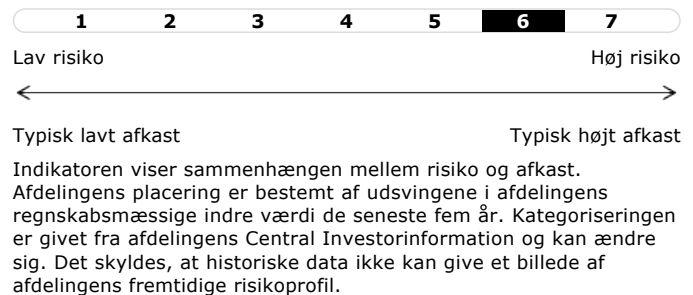 1 2 3 4 5 6 7
Lav risiko Høj risiko
Typisk lavt afkast Typisk højt afkast
Indikatoren viser sammenhængen mellem risiko og afkast.
Afdelingens placering er bestemt af udsvingene i afdelingens
regnskabsmæssige indre værdi de seneste fem år. Kategoriseringen
er givet fra afdelingens Central Investorinformation og kan ændre
sig. Det skyldes, at historiske data ikke kan give et billede af
afdelingens fremtidige risikoprofil.